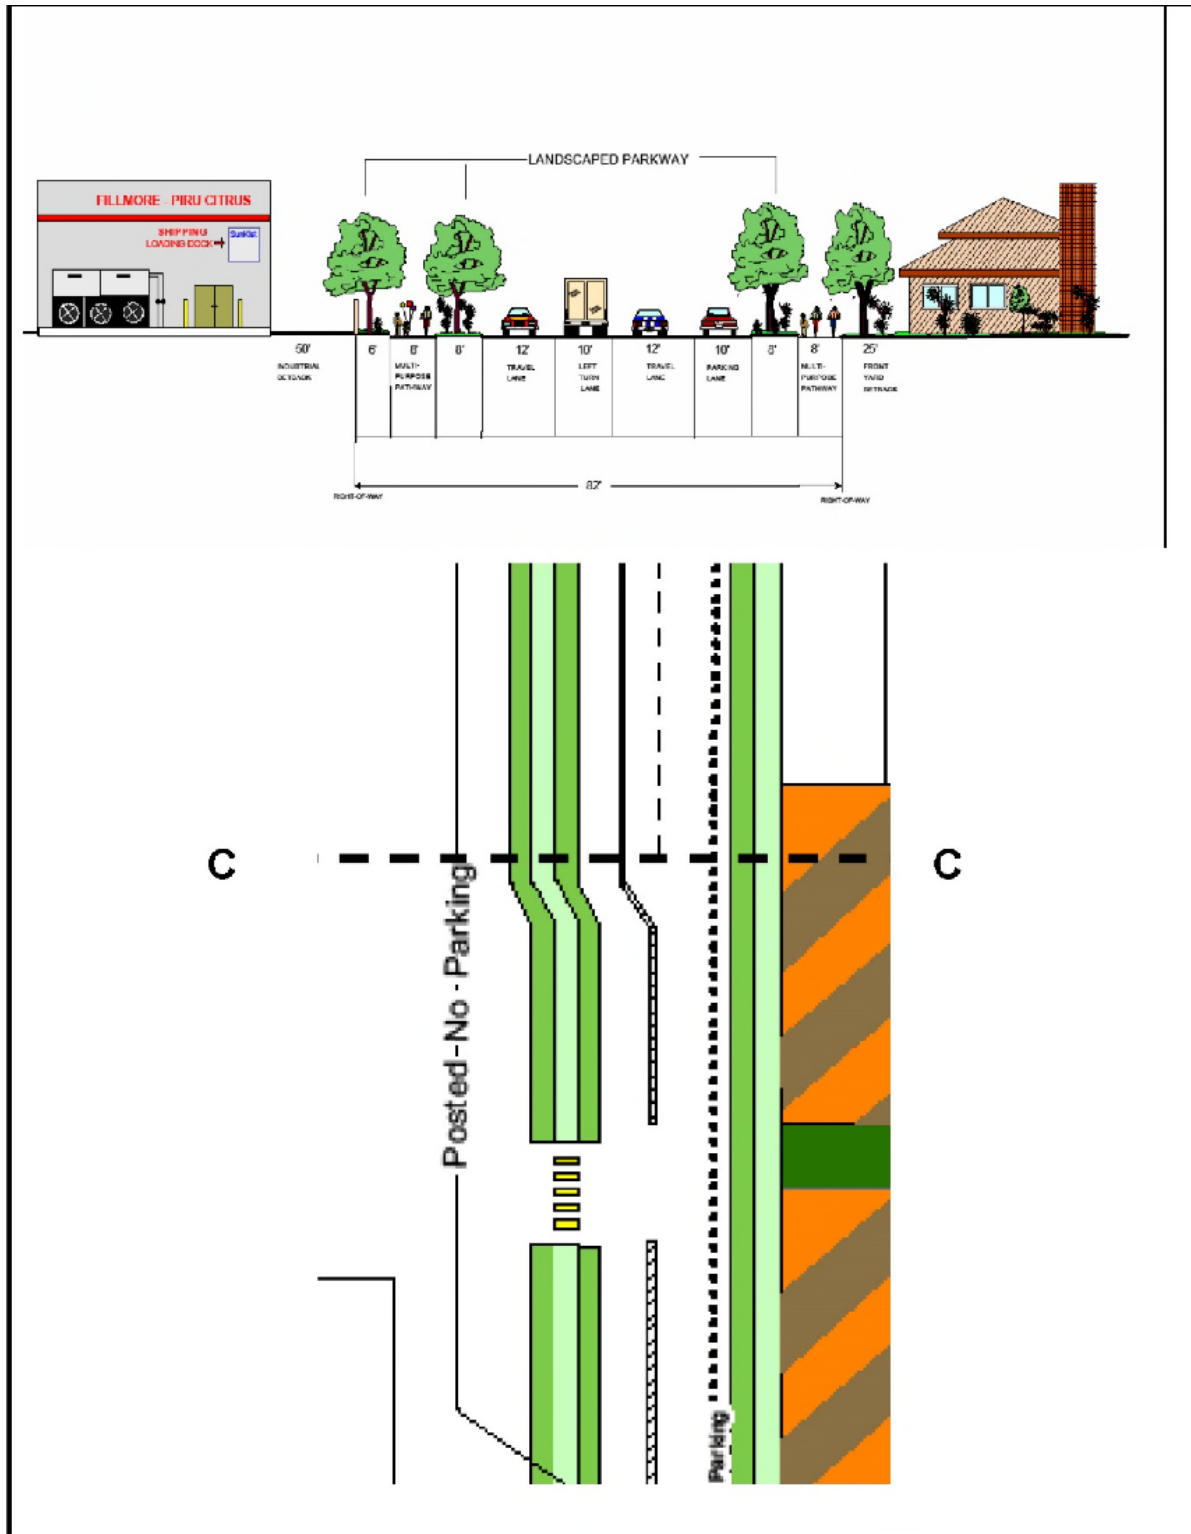 LANDSCAPED PARKWAY
FILLMORE - PIRU CITRUS
SHIPPING
LOADING DOCK
Sunkist
50' 6' 8' 8' 12' 10' 12' 10' 8' 8' 25'
INDUSTRIAL
SETBACK
MULTI-
PURPOSE
PATHWAY
TRAVEL
LANE
LEFT
TURN
LANE
TRAVEL
LANE
PARKING
LANE
MULTI-
PURPOSE
PATHWAY
FRONT
YARD
SETBACK
82'
RIGHT-OF-WAY
RIGHT-OF-WAY
C
C
Posted-No-Parking
Parking